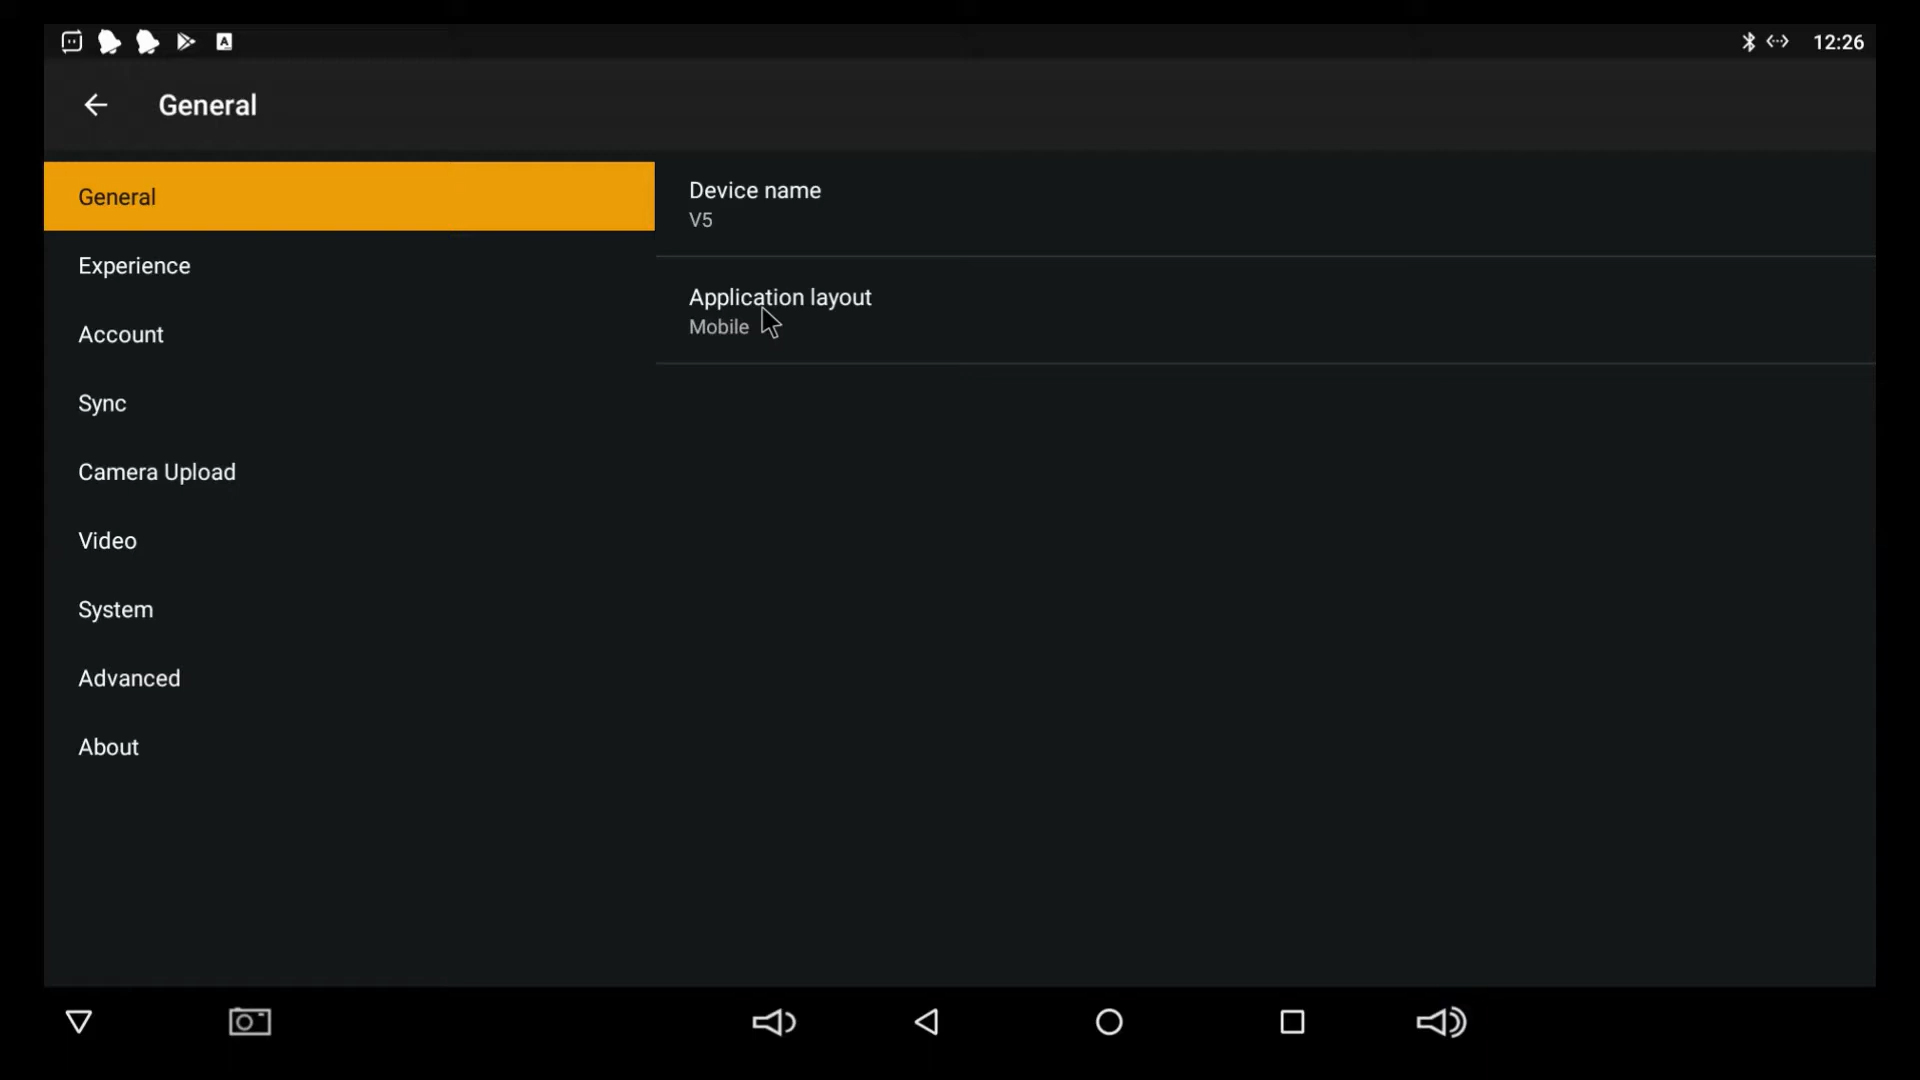 A
12:26
General
General
Experience
Account
Sync
Camera Upload
Video
System
Advanced
About
Device name
V5
Application layout
Mobile